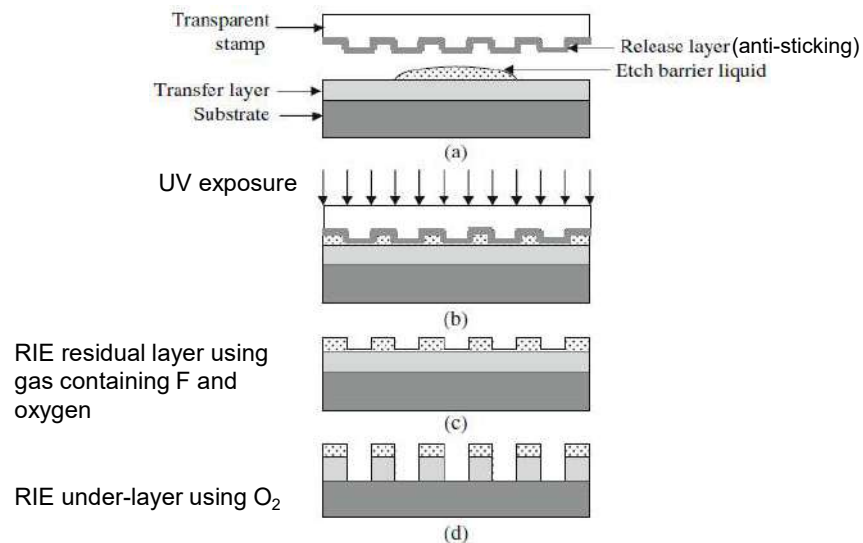 Transparent
stamp
Release layer (anti-sticking)
Etch barrier liquid
Transfer layer
Substrate
(a)
UV exposure
(b)
RIE residual layer using
gas containing F and
oxygen
(c)
RIE under-layer using O₂
(d)